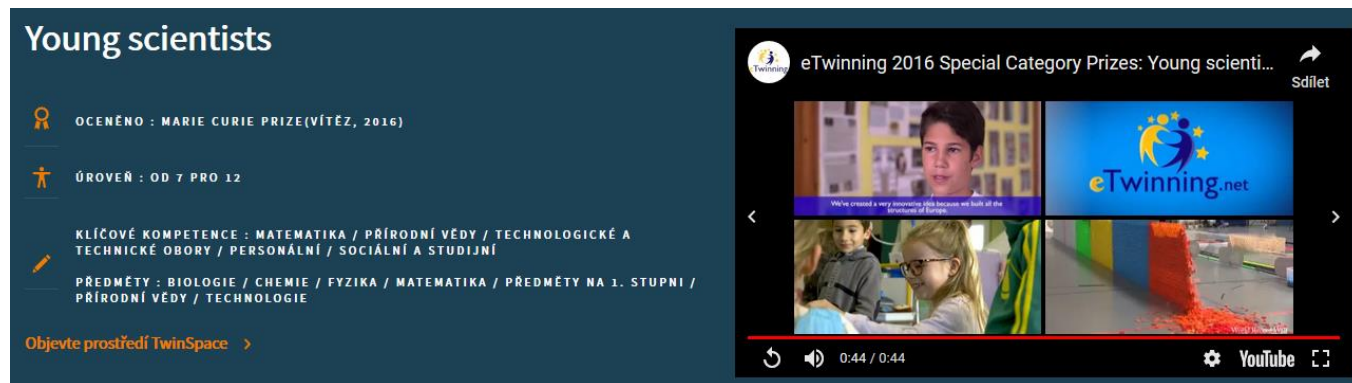 Young scientists
OCENĚNO : MARIE CURIE PRIZE(VÍTĚZ, 2016)
ÚROVEŇ : OD 7 PRO 12
KLÍČOVÉ KOMPETENCE : MATEMATIKA / PŘÍRODNÍ VĚDY / TECHNOLOGICKÉ A
TECHNICKÉ OBORY / PERSONÁLNÍ / SOCIÁLNÍ A STUDIJNÍ
PŘEDMĚTY : BIOLOGIE / CHEMIE / FYZIKA / MATEMATIKA / PŘEDMĚTY NA 1. STUPNI /
PŘÍRODNÍ VĚDY / TECHNOLOGIE
Objevte prostředí TwinSpace
eTwinning
eTwinning 2016 Special Category Prizes: Young scienti...
Sdílet
We've created a very innovative idea because we built all the
structures of Europe.
eTwinning.net
0:44 / 0:44
YouTube